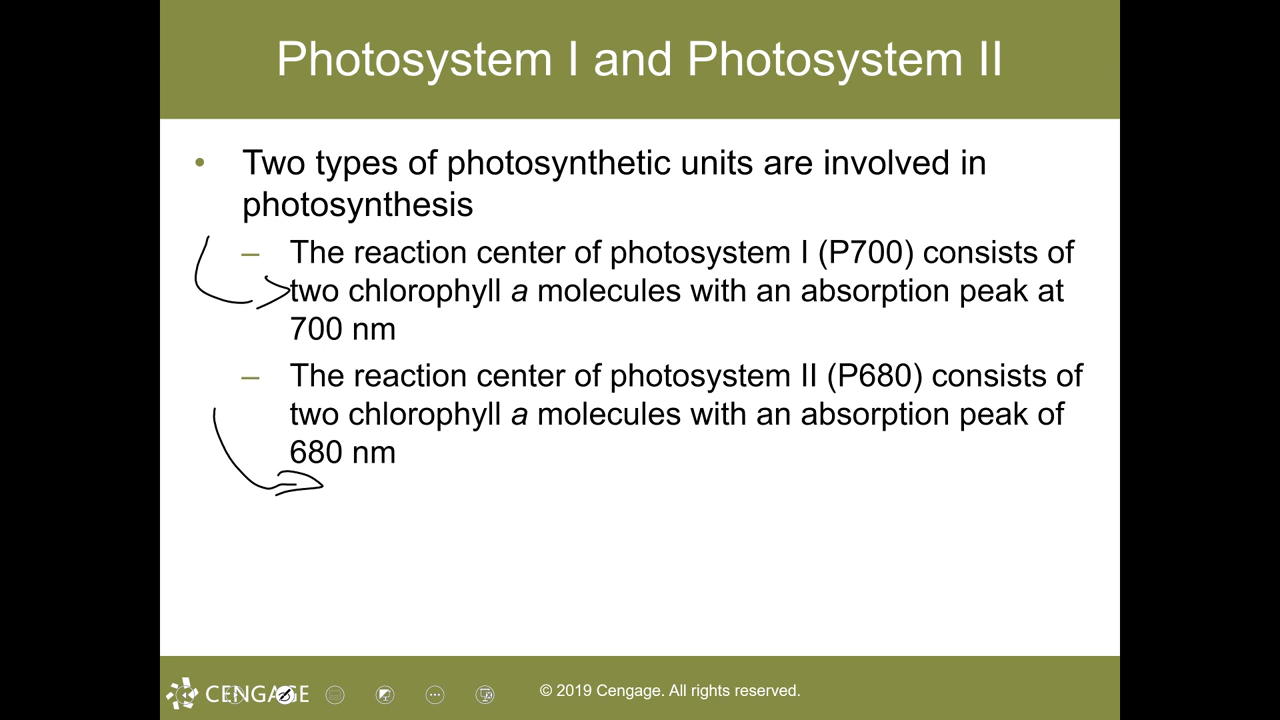 Photosystem I and Photosystem II
• Two types of photosynthetic units are involved in
photosynthesis
– The reaction center of photosystem I (P700) consists of
two chlorophyll a molecules with an absorption peak at
700 nm
– The reaction center of photosystem II (P680) consists of
two chlorophyll a molecules with an absorption peak of
680 nm
CENGAGE
© 2019 Cengage. All rights reserved.